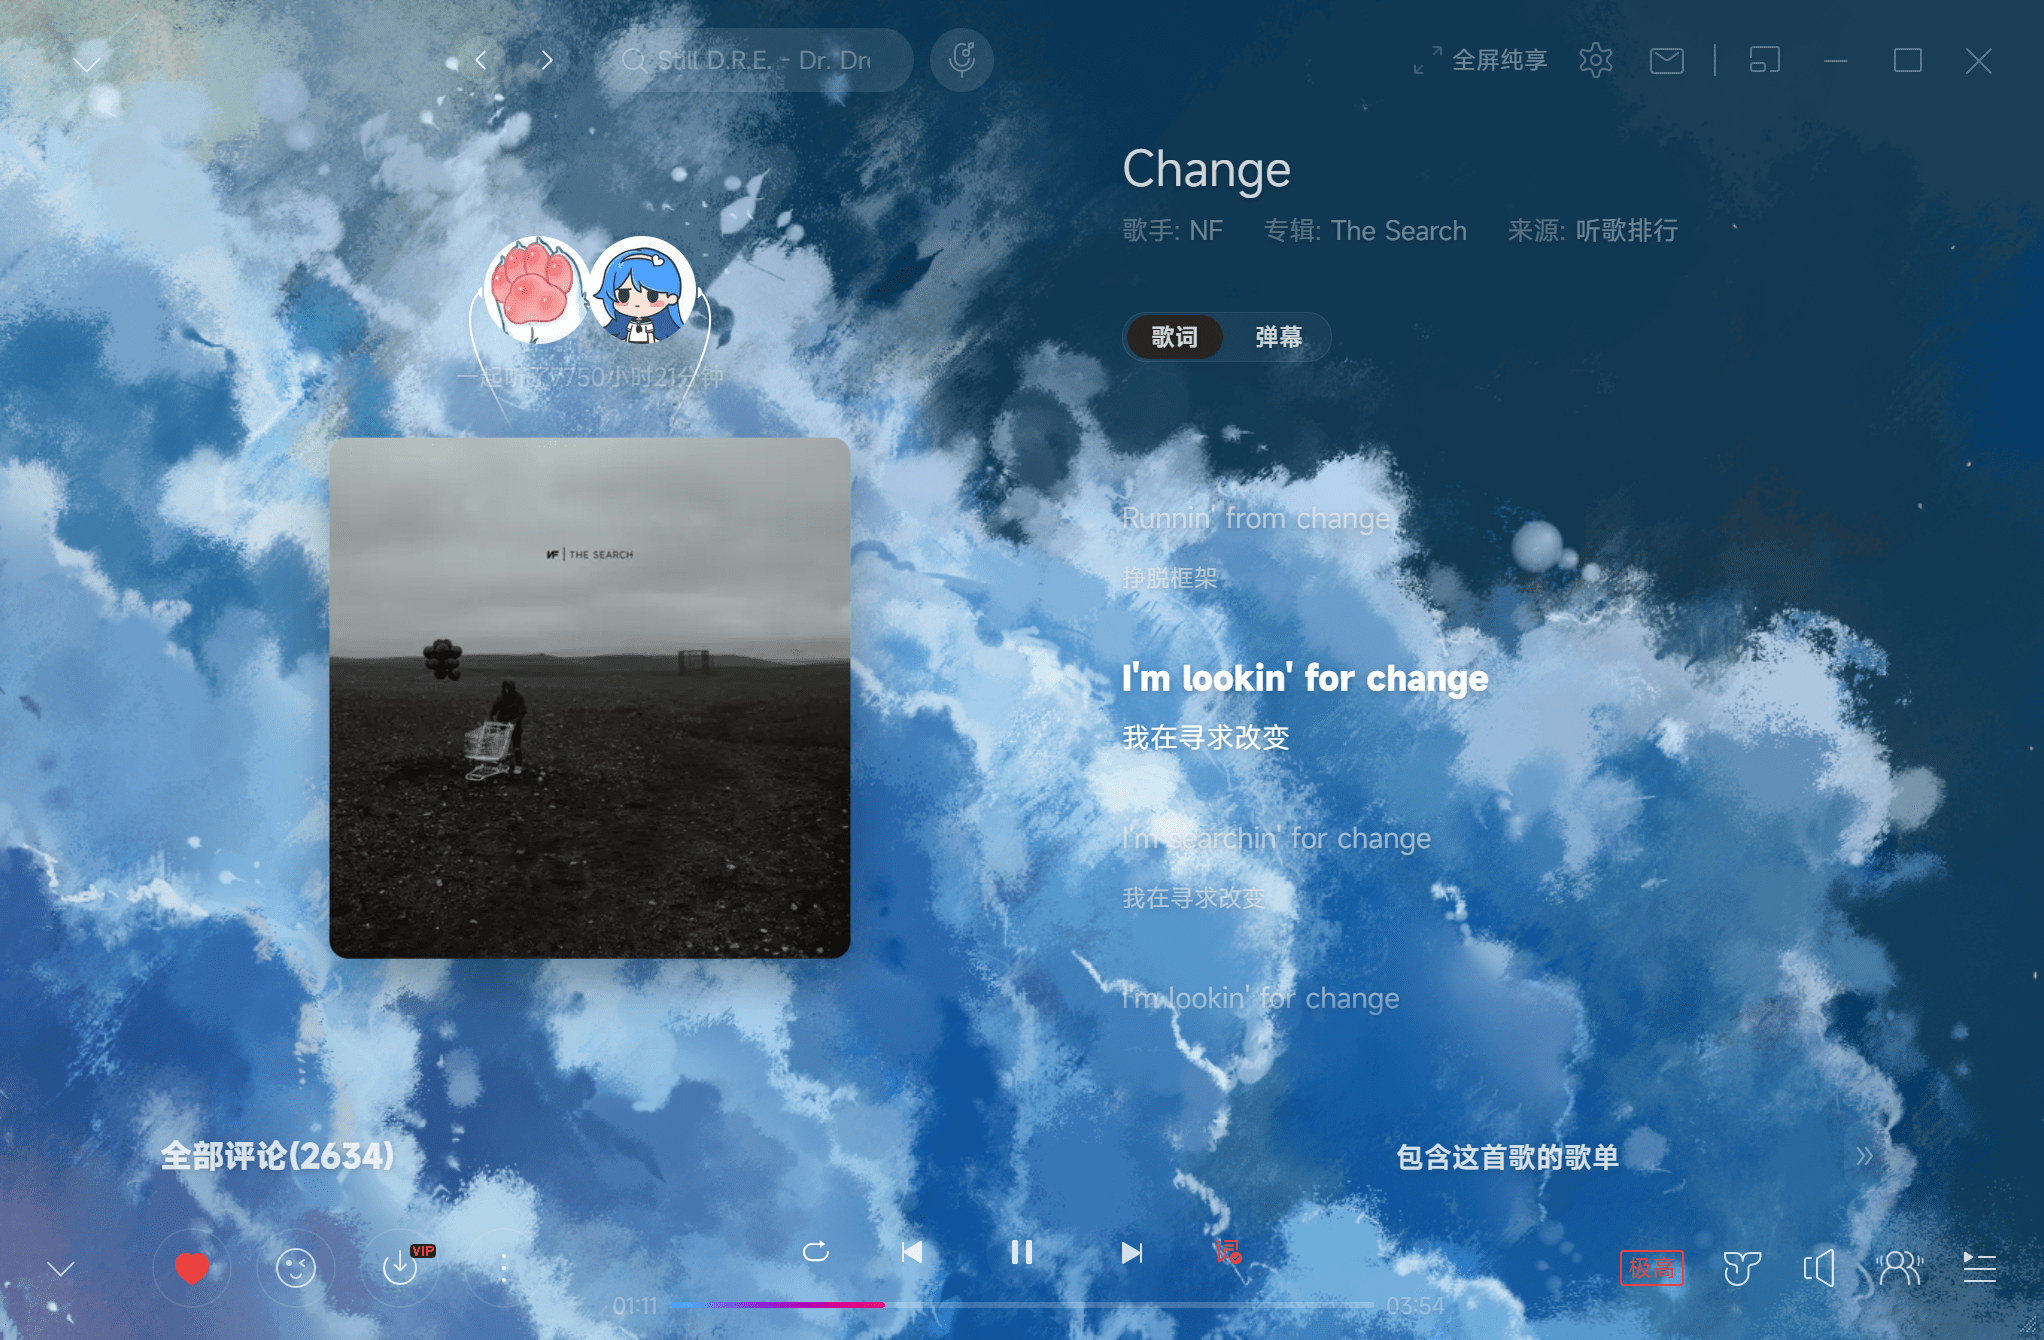 Still D.R.E. - Dr. Dre
全屏纯享
Change
歌手: NF 专辑: The Search 来源: 听歌排行
歌词 弹幕
一起听了7750小时21分钟
NF | THE SEARCH
Runnin' from change
挣脱框架
I'm lookin' for change
我在寻求改变
I'm searchin' for change
我在寻求改变
I'm lookin' for change
全部评论(2634)
包含这首歌的歌单
VIP
词
极高
01:11
03:54